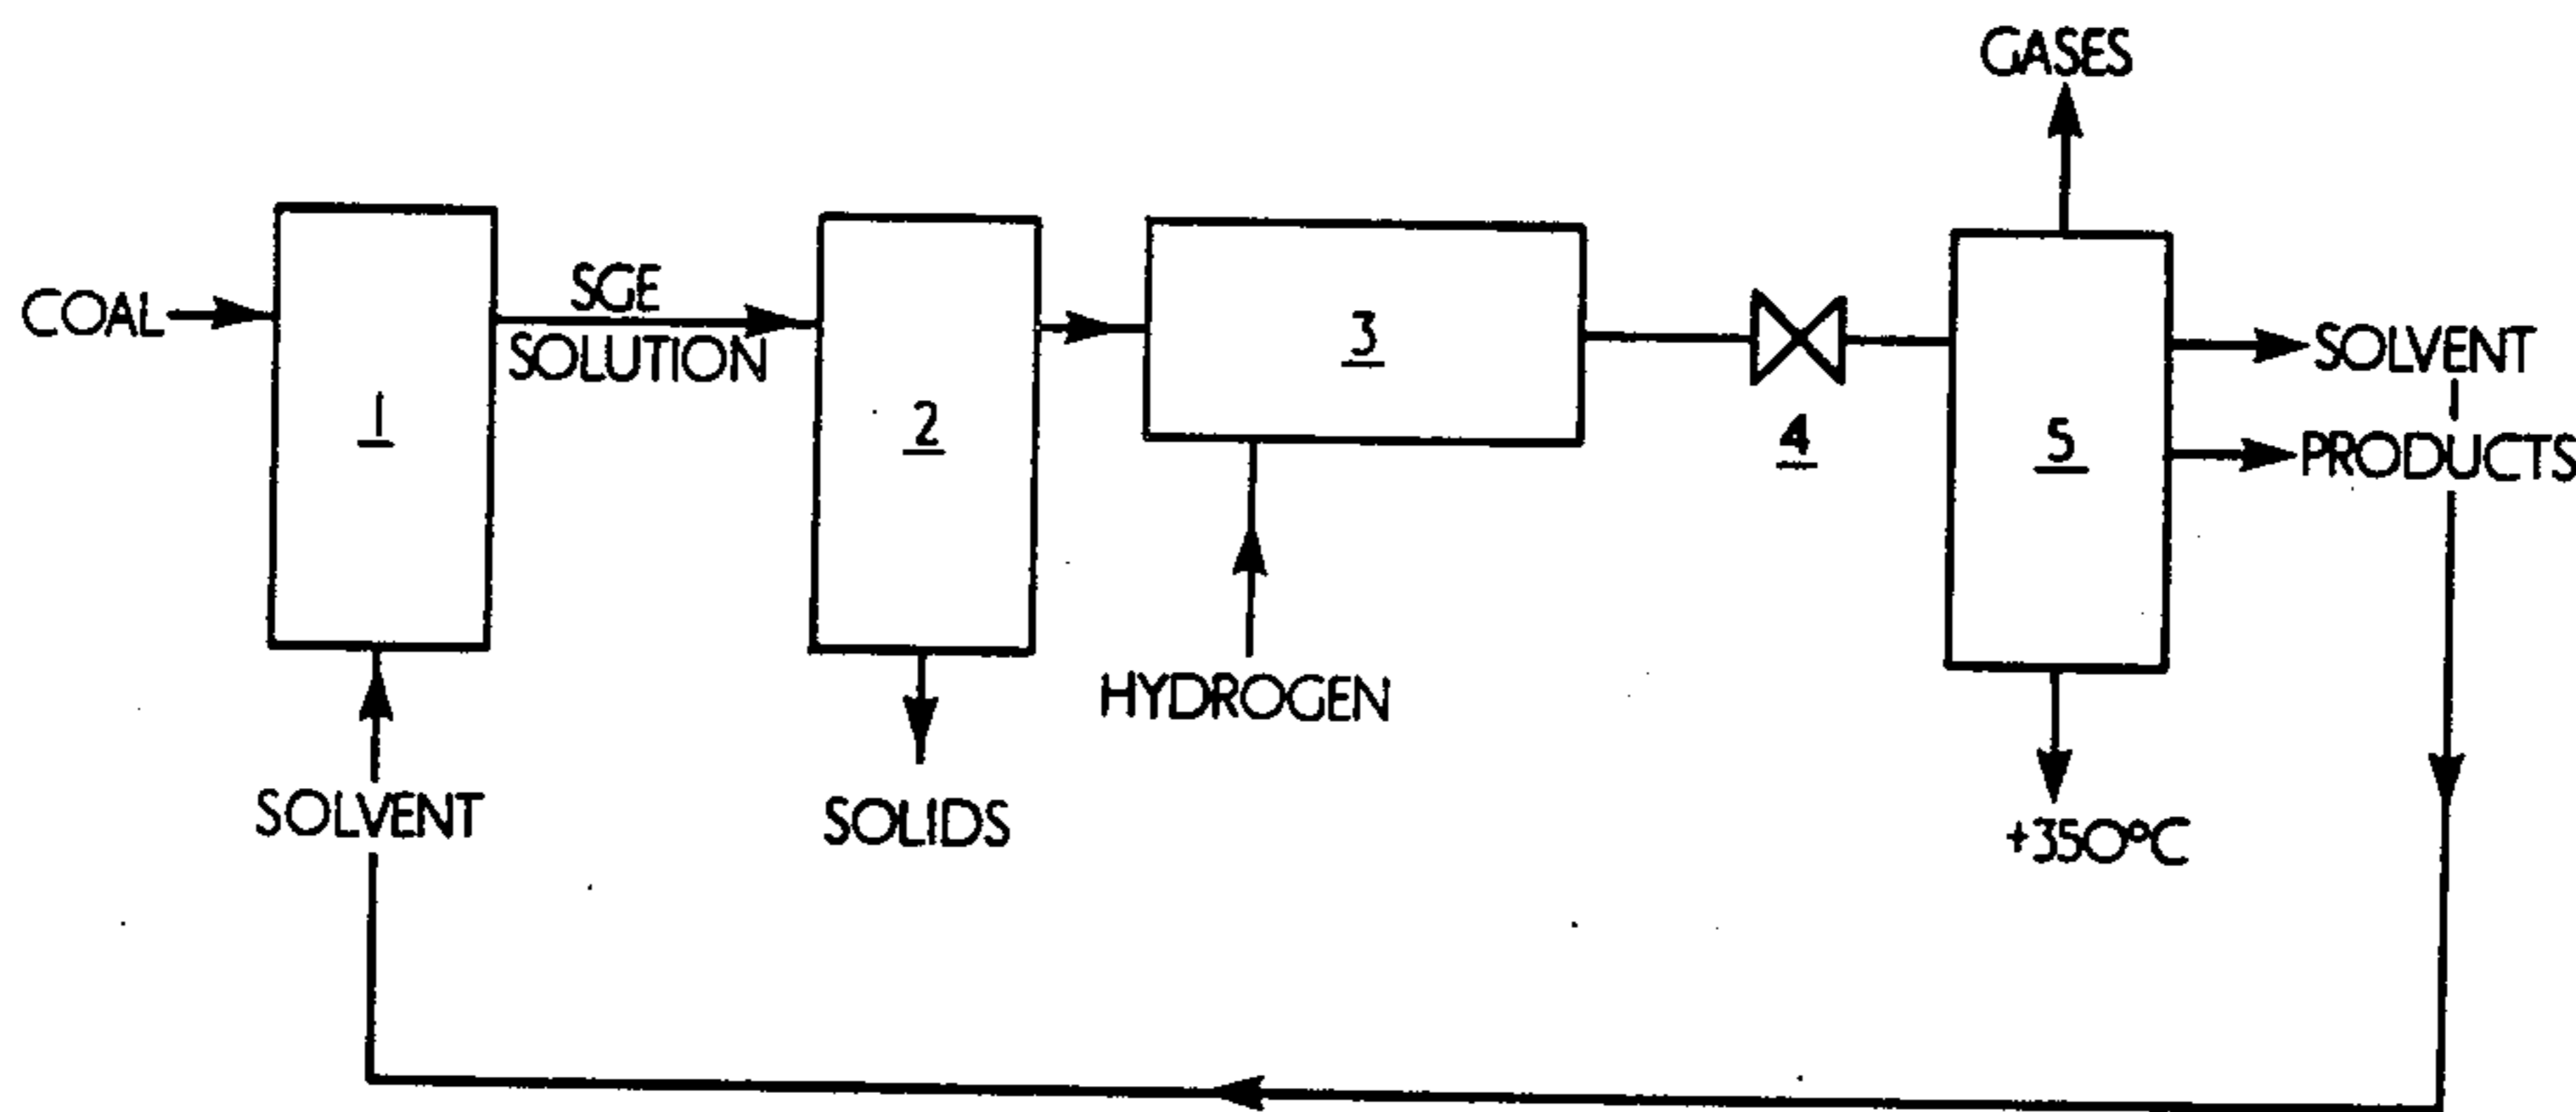 GASES
COAL
SGE
SOLUTION
1
2
3
4
5
SOLVENT
PRODUCTS
HYDROGEN
SOLVENT
SOLIDS
+350°C